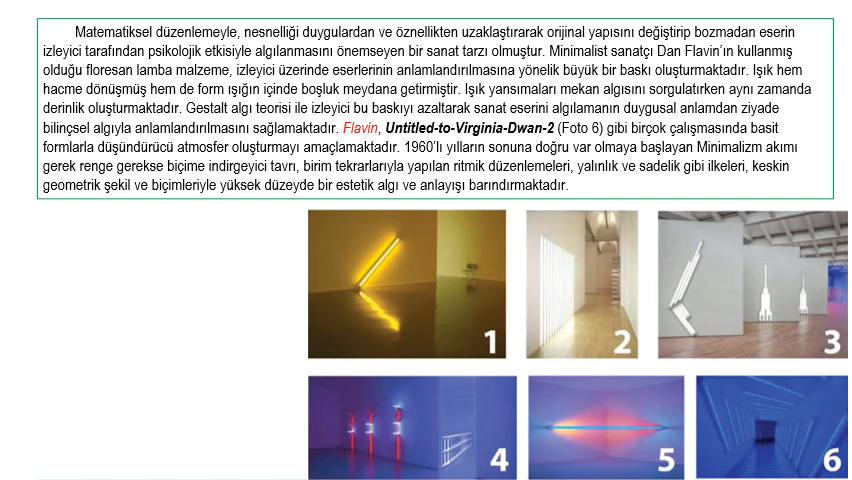 Matematiksel düzenlemeyle, nesnelliği duygulardan ve öznellikten uzaklaştırarak orijinal yapısını değiştirip bozmadan eserin
izleyici tarafından psikolojik etkisiyle algılanmasını önemseyen bir sanat tarzı olmuştur. Minimalist sanatçı Dan Flavin'ın kullanmış
olduğu floresan lamba malzeme, izleyici üzerinde eserlerinin anlamlandırılmasına yönelik büyük bir baskı oluşturmaktadır. Işık hem
hacme dönüşmüş hem de form ışığın içinde boşluk meydana getirmiştir. Işık yansımaları mekan algısını sorgulatırken aynı zamanda
derinlik oluşturmaktadır. Gestalt algı teorisi ile izleyici bu baskıyı azaltarak sanat eserini algılamanın duygusal anlamdan ziyade
bilinçsel algıyla anlamlandırılmasını sağlamaktadır. Flavin, Untitled-to-Virginia-Dwan-2 (Foto 6) gibi birçok çalışmasında basit
formlarla düşündürücü atmosfer oluşturmayı amaçlamaktadır. 1960'lı yılların sonuna doğru var olmaya başlayan Minimalizm akımı
gerek renge gerekse biçime indirgeyici tavrı, birim tekrarlarıyla yapılan ritmik düzenlemeleri, yalınlık ve sadelik gibi ilkeleri, keskin
geometrik şekil ve biçimleriyle yüksek düzeyde bir estetik algı ve anlayışı barındırmaktadır.
1
2
3
4
5
6